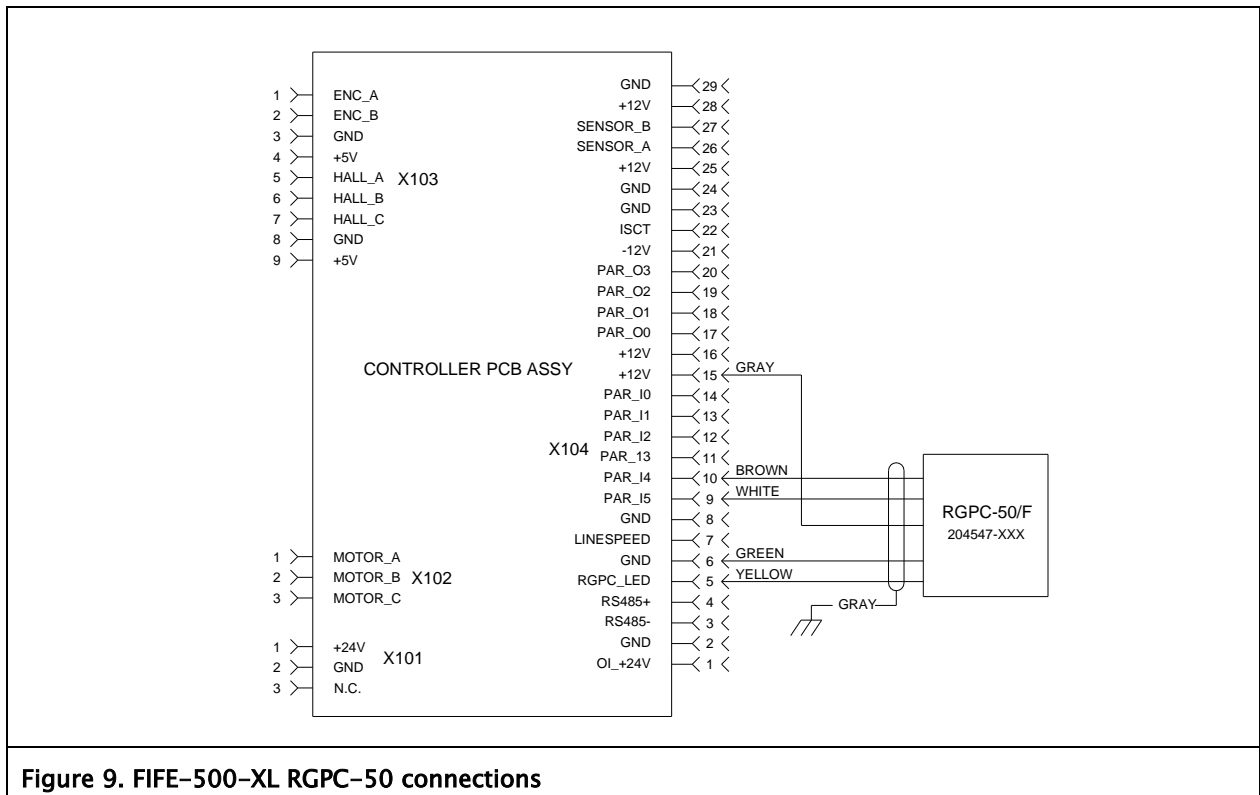 1 ENC_A
2 ENC_B
3 GND
4 +5V
5 HALL_A
6 HALL_B
7 HALL_C
8 GND
9 +5V
X103
CONTROLLER PCB ASSY
1 MOTOR_A
2 MOTOR_B
3 MOTOR_C
X102
1 +24V
2 GND
3 N.C.
X101
X104
GND 29
+12V 28
SENSOR_B 27
SENSOR_A 26
+12V 25
GND 24
GND 23
ISCT 22
-12V 21
PAR_O3 20
PAR_O2 19
PAR_O1 18
PAR_O0 17
+12V 16
+12V 15 GRAY
PAR_I0 14
PAR_I1 13
PAR_I2 12
PAR_13 11
PAR_I4 10 BROWN
PAR_I5 9 WHITE
GND 8
LINESPEED 7
GND 6 GREEN
RGPC_LED 5 YELLOW
RS485+ 4
RS485- 3
GND 2
OI_+24V 1
GRAY
RGPC-50/F
204547-XXX
Figure 9. FIFE-500-XL RGPC-50 connections